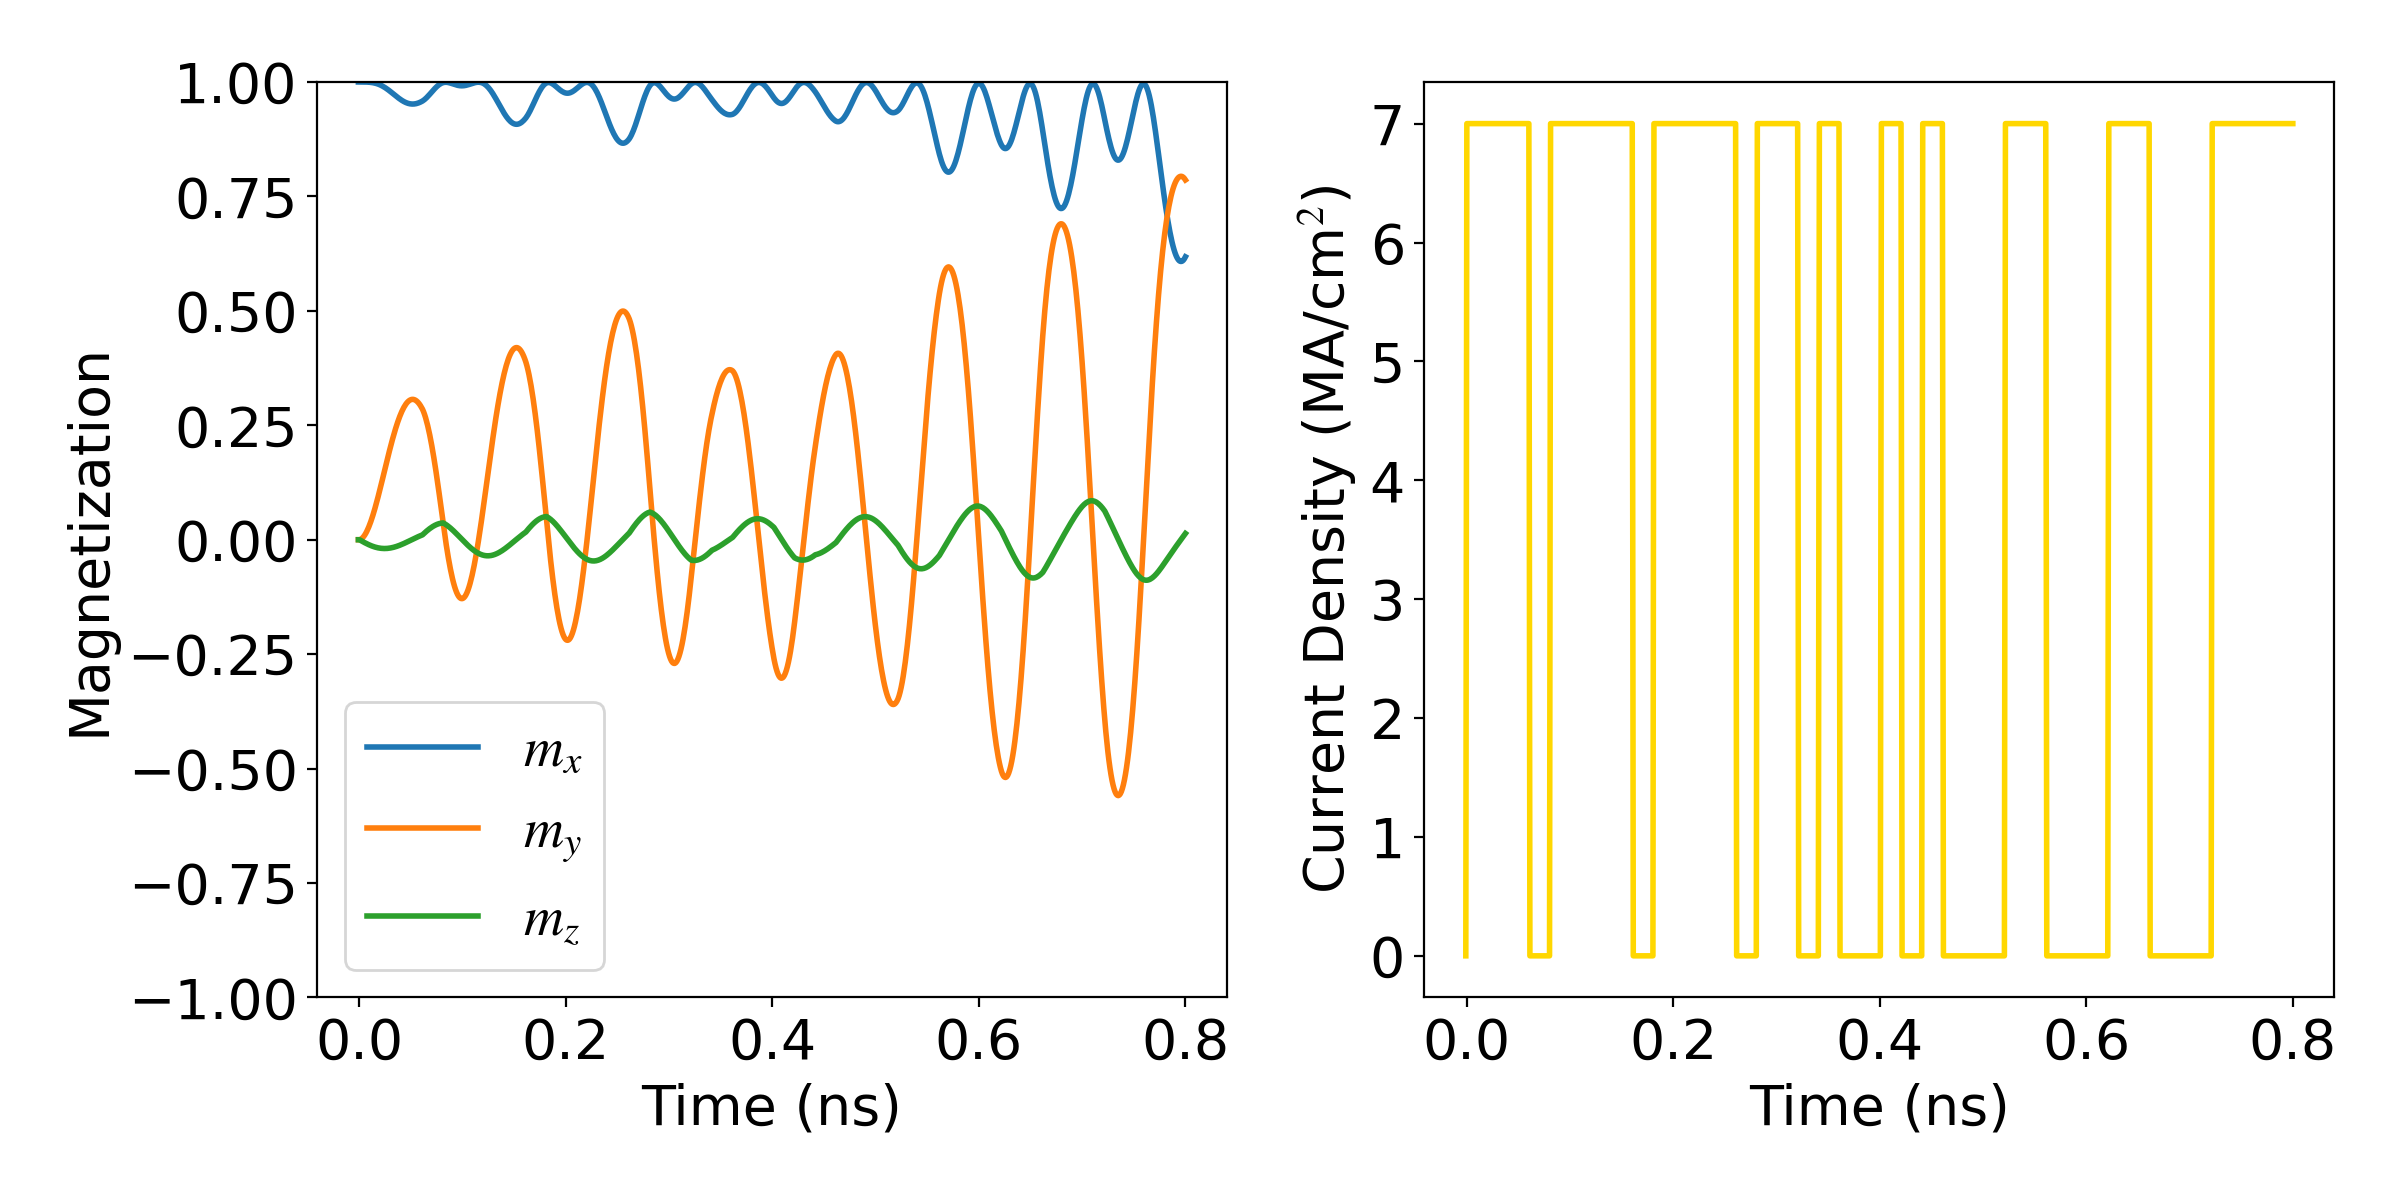 1.00
0.75
0.50
0.25
0.00
−0.25
−0.50
−0.75
−1.00
Magnetization
0.0 0.2 0.4 0.6 0.8
Time (ns)
m_x
m_y
m_z
7
6
5
4
3
2
1
0
Current Density (MA/cm²)
0.0 0.2 0.4 0.6 0.8
Time (ns)